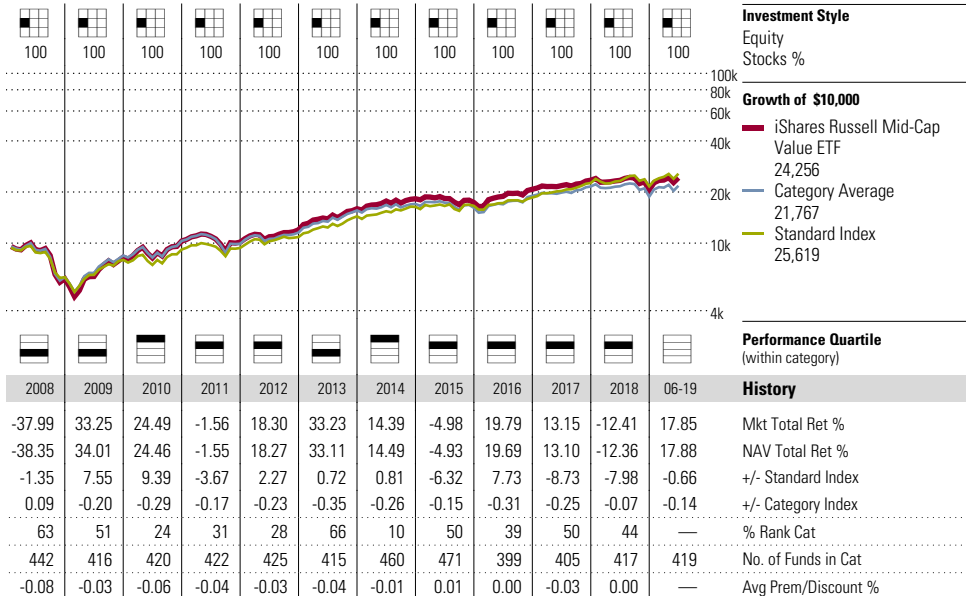 100 100 100 100 100 100 100 100 100 100 100 100
Investment Style
Equity
Stocks %
100k
80k
60k
40k
20k
10k
4k
Growth of $10,000
iShares Russell Mid-Cap
Value ETF
24,256
Category Average
21,767
Standard Index
25,619
Performance Quartile
(within category)
2008 2009 2010 2011 2012 2013 2014 2015 2016 2017 2018 06-19 History
-37.99 33.25 24.49 -1.56 18.30 33.23 14.39 -4.98 19.79 13.15 -12.41 17.85 Mkt Total Ret %
-38.35 34.01 24.46 -1.55 18.27 33.11 14.49 -4.93 19.69 13.10 -12.36 17.88 NAV Total Ret %
-1.35 7.55 9.39 -3.67 2.27 0.72 0.81 -6.32 7.73 -8.73 -7.98 -0.66 +/- Standard Index
0.09 -0.20 -0.29 -0.17 -0.23 -0.35 -0.26 -0.15 -0.31 -0.25 -0.07 -0.14 +/- Category Index
63 51 24 31 28 66 10 50 39 50 44 — % Rank Cat
442 416 420 422 425 415 460 471 399 405 417 419 No. of Funds in Cat
-0.08 -0.03 -0.06 -0.04 -0.03 -0.04 -0.01 0.01 0.00 -0.03 0.00 — Avg Prem/Discount %